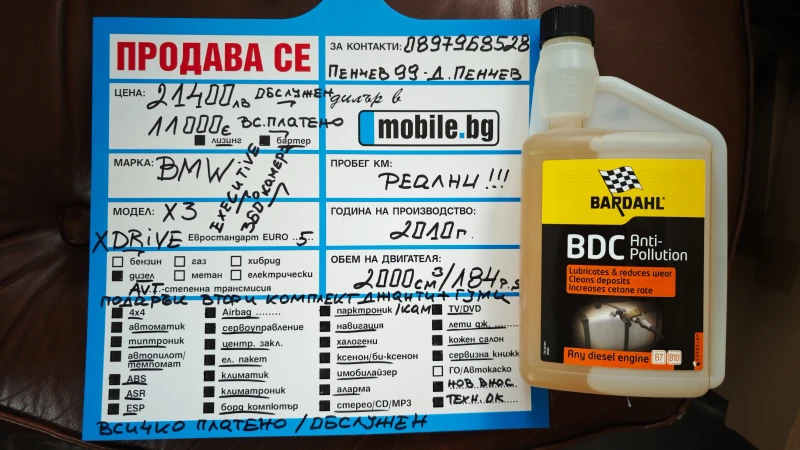 ПРОДАВА СЕ
ЗА КОНТАКТИ: 0897968528
ПЕНЧЕВ 99-Д.ПЕНЧЕВ
дилър в
mobile.bg
ЦЕНА: 21400лв ОБСЛУЖЕН
11000€ ВС.ПЛАТЕНО
лизинг бартер
МАРКА: BMW
EXECUTIVE
360 КАМЕРА
ПРОБЕГ КМ:
РЕАЛНИ!!!
МОДЕЛ: X3
XDRiVE Евростандарт EURO 5
ГОДИНА НА ПРОИЗВОДСТВО:
2010г.
бензин газ хибрид
дизел метан електрически
АVT.-степенна трансмисия
ОБЕМ НА ДВИГАТЕЛЯ:
2000см³/184 P.S
ПОДАРЪК ВТОРИ КОМПЛЕКТ ДЖАНТИ+ГУМИ
4x4
автоматик
типтроник
автопилот/
темпомат
ABS
ASR
ESP
Airbag ........
сервоуправление
центр. закл.
ел. пакет
климатик
климатроник
борд компютър
парктроник/КАМ
навигация
халогени
ксенон/би-ксенон
имобилайзер
аларма
стерео/CD/MP3
TV/DVD
лети дж. .....
кожен салон
сервизна книжк
ГО/Автокаско
НОВ ВНОС
ТЕХН.ОК
ВСИЧКО ПЛАТЕНО/ОБСЛУЖЕН
BARDAHL
BDC Anti-
Pollution
Lubricates & reduces wear
Cleans deposits
Increases cetane rate
Any diesel engine B7 B10